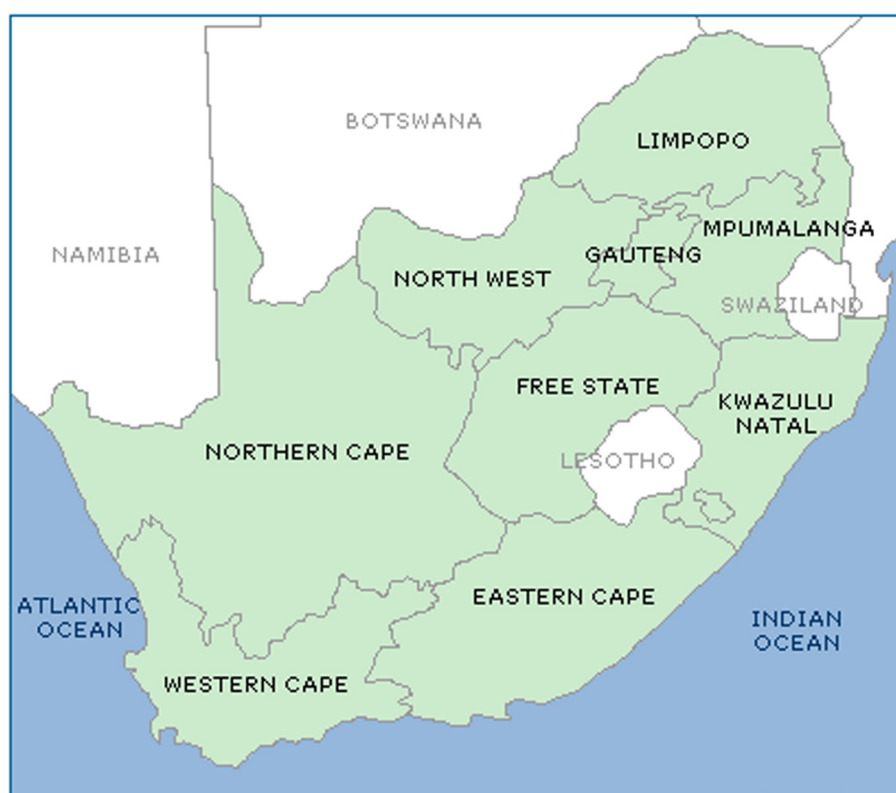 BOTSWANA
LIMPOPO
MPUMALANGA
NAMIBIA
GAUTENG
NORTH WEST
SWAZILAND
FREE STATE
KWAZULU
NATAL
NORTHERN CAPE
LESOTHO
EASTERN CAPE
ATLANTIC
OCEAN
INDIAN
OCEAN
WESTERN CAPE